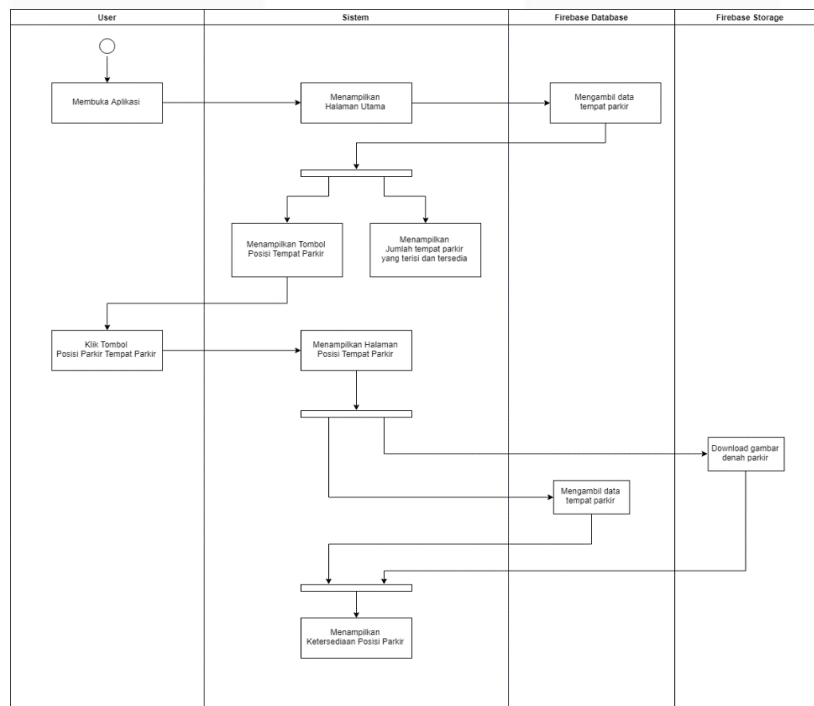 User
Sistem
Firebase Database
Firebase Storage
Membuka Aplikasi
Menampilkan
Halaman Utama
Mengambil data
tempat parkir
Menampilkan Tombol
Posisi Tempat Parkir
Menampilkan
Jumlah tempat parkir
yang terisi dan tersedia
Klik Tombol
Posisi Parkir Tempat Parkir
Menampilkan Halaman
Posisi Tempat Parkir
Download gambar
denah parkir
Mengambil data
tempat parkir
Menampilkan
Ketersediaan Posisi Parkir